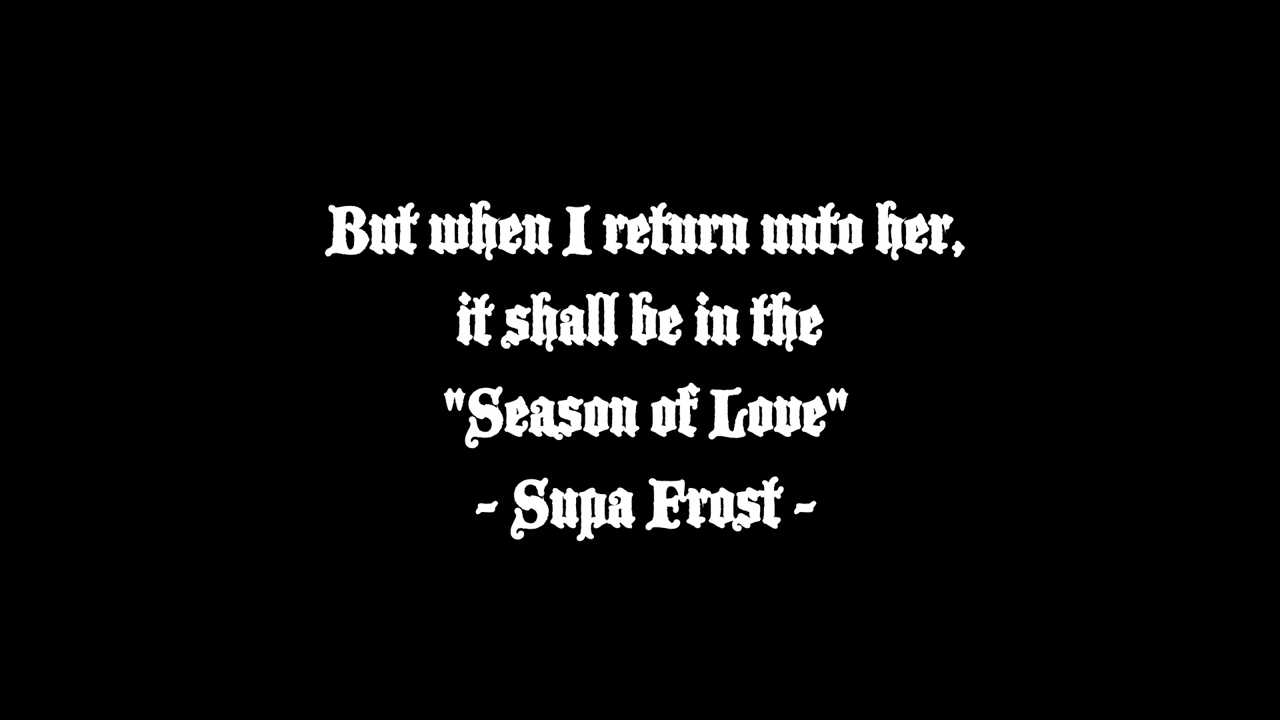 But when I return unto her,
it shall be in the
"Season of Love"
- Supa Frost -